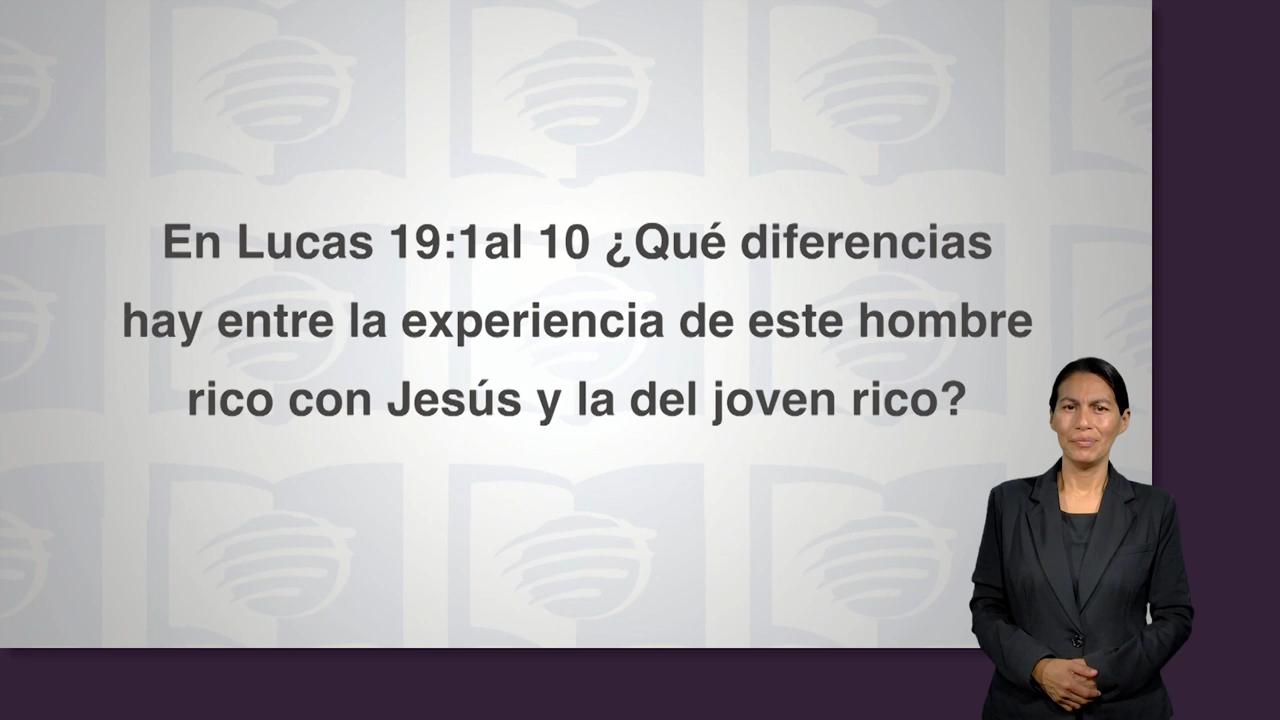 En Lucas 19:1al 10 ¿Qué diferencias
hay entre la experiencia de este hombre
rico con Jesús y la del joven rico?